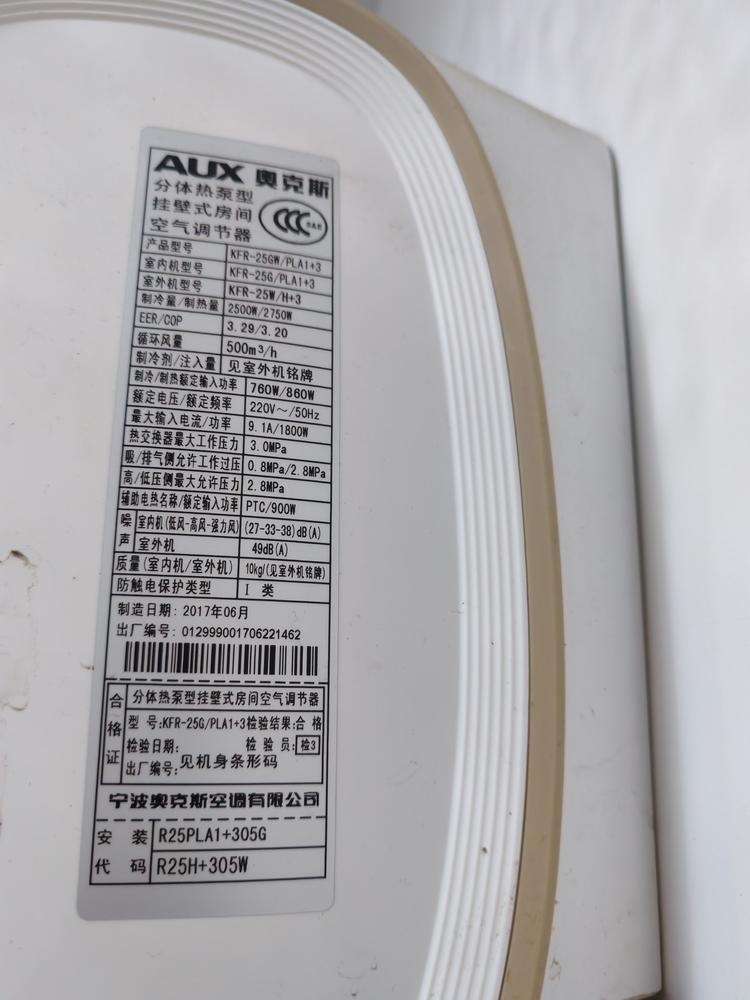 AUX 奥克斯
分体热泵型
挂壁式房间
空气调节器
CCC
产品型号 KFR-25GW/PLA1+3
室内机型号 KFR-25G/PLA1+3
室外机型号 KFR-25W/H+3
制冷量/制热量 2500W/2750W
EER/COP 3.29/3.20
循环风量 500m³/h
制冷剂/注入量 见室外机铭牌
制冷/制热额定输入功率 760W/860W
额定电压/额定频率 220V～/50Hz
最大输入电流/功率 9.1A/1800W
热交换器最大工作压力 3.0MPa
吸/排气侧允许工作过压 0.8MPa/2.8MPa
高/低压侧最大允许压力 2.8MPa
辅助电热名称/额定输入功率 PTC/900W
噪声 室内机(低风-高风-强力风) (27-33-38)dB(A)
室外机 49dB(A)
质量(室内机/室外机) 10kg/(见室外机铭牌)
防触电保护类型 I 类
制造日期: 2017年06月
出厂编号: 012999001706221462
合格证
分体热泵型挂壁式房间空气调节器
型 号:KFR-25G/PLA1+3 检验结果:合 格
检验日期: 检 验 员: 检3
出厂编号: 见机身条形码
宁波奥克斯空调有限公司
安 装 R25PLA1+305G
代 码 R25H+305W